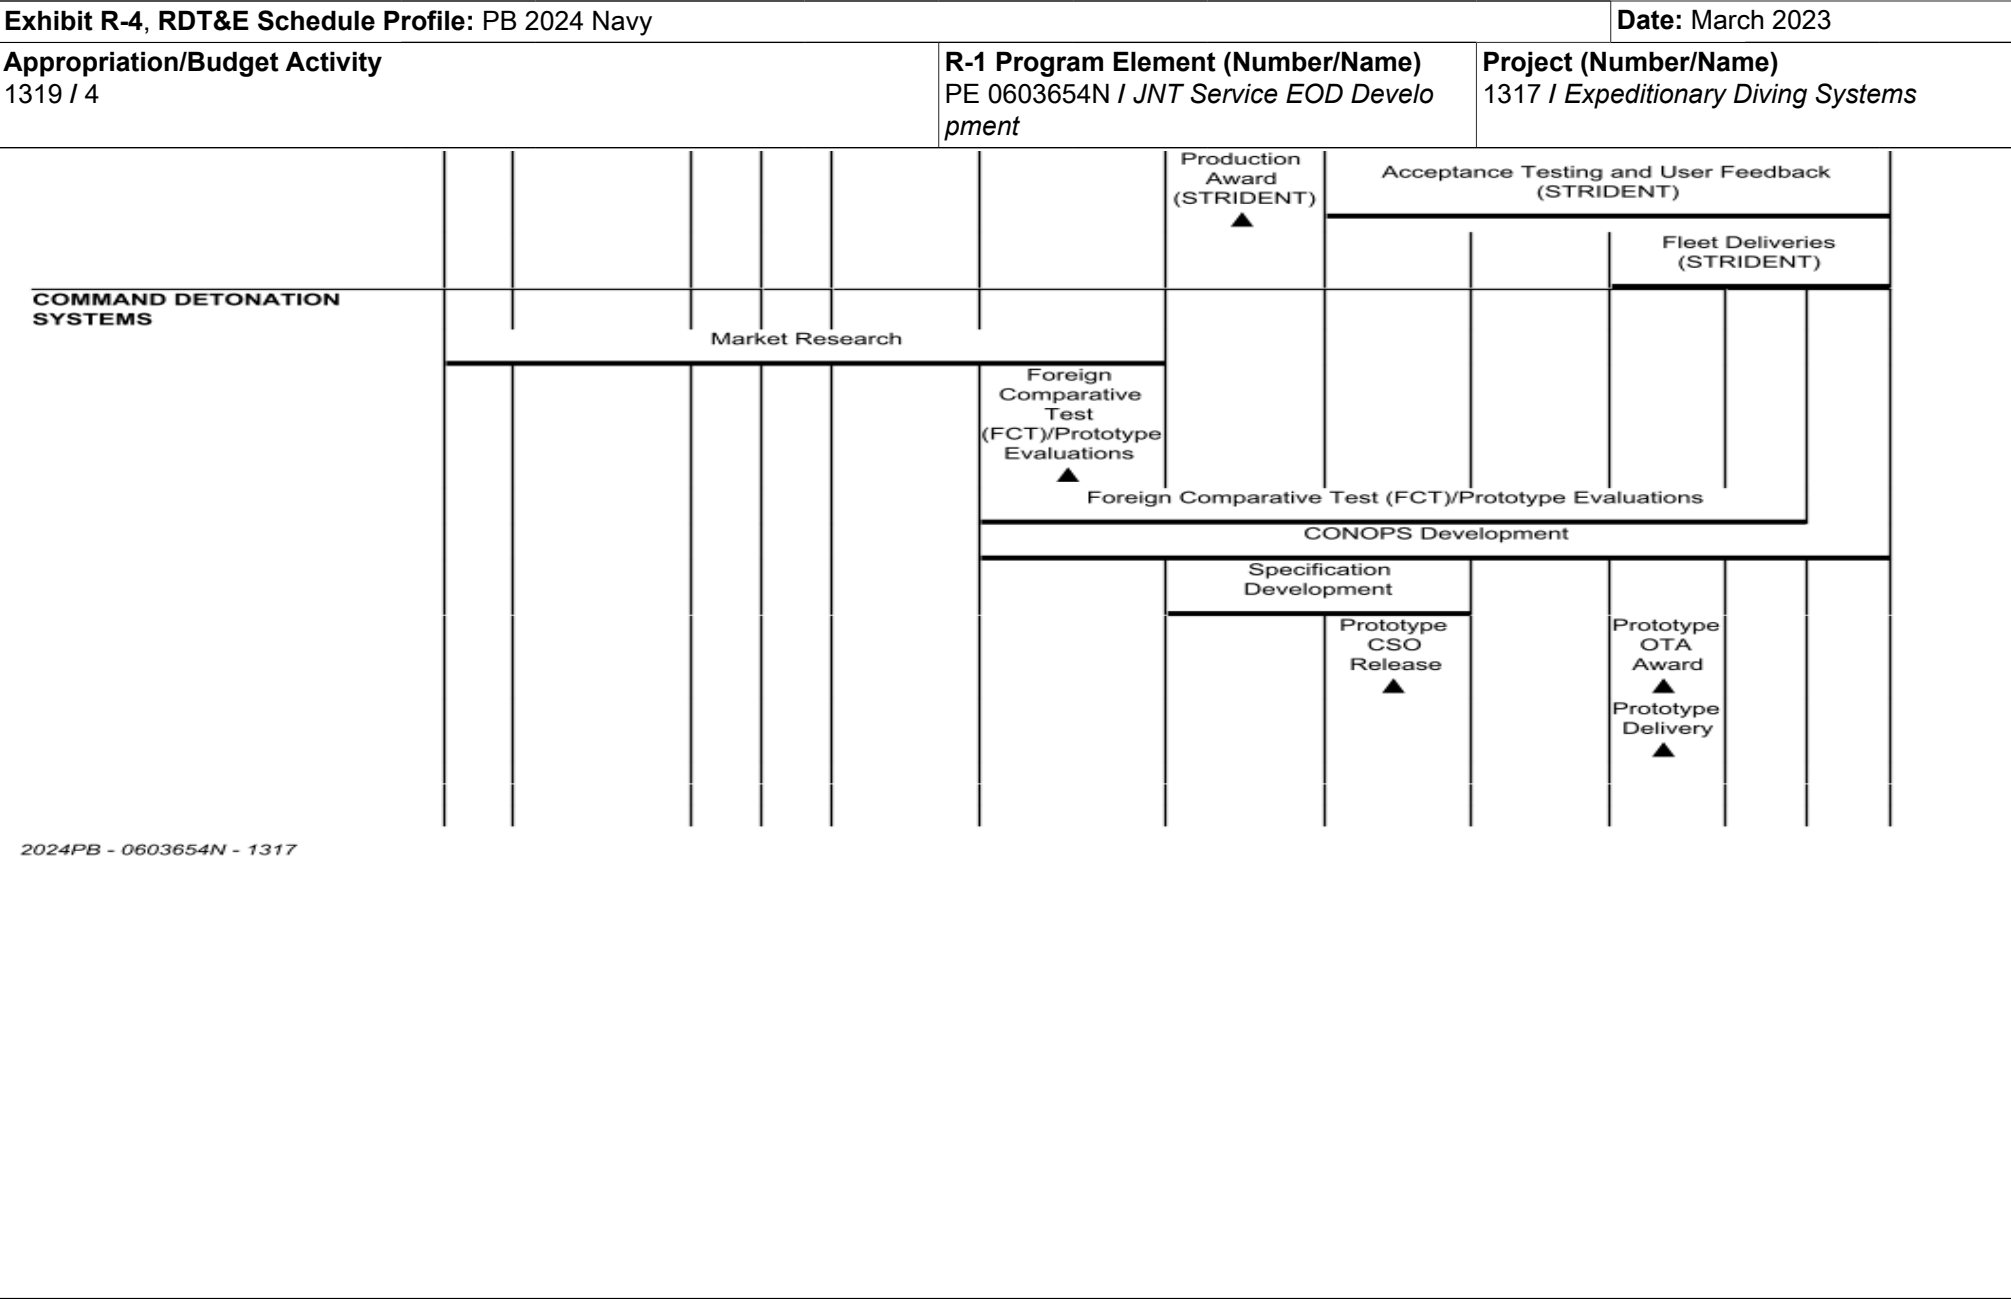 Exhibit R-4, RDT&E Schedule Profile: PB 2024 Navy
Date: March 2023
Appropriation/Budget Activity
1319 / 4
R-1 Program Element (Number/Name)
PE 0603654N / JNT Service EOD Develo
pment
Project (Number/Name)
1317 / Expeditionary Diving Systems
Production
Award
(STRIDENT)
Acceptance Testing and User Feedback
(STRIDENT)
Fleet Deliveries
(STRIDENT)
COMMAND DETONATION
SYSTEMS
Market Research
Foreign
Comparative
Test
(FCT)/Prototype
Evaluations
Foreign Comparative Test (FCT)/Prototype Evaluations
CONOPS Development
Specification
Development
Prototype
CSO
Release
Prototype
OTA
Award
Prototype
Delivery
2024PB - 0603654N - 1317